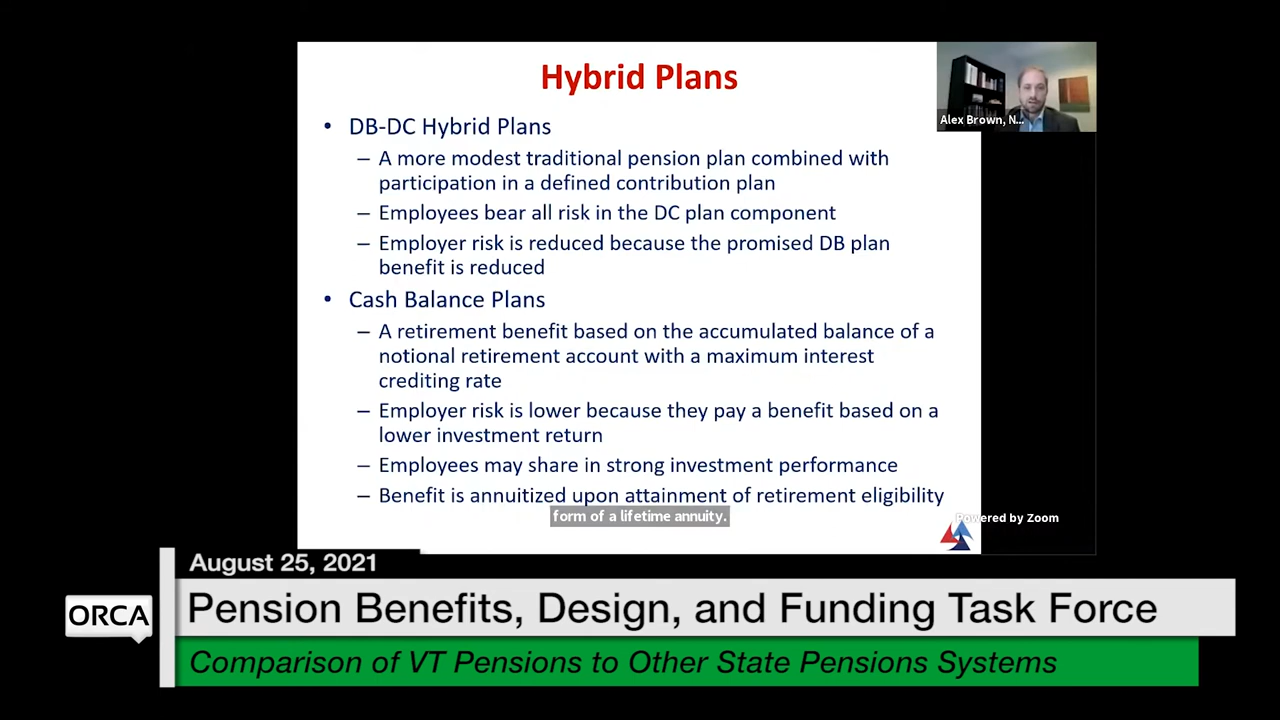 Hybrid Plans
Alex Brown, N...
• DB-DC Hybrid Plans
– A more modest traditional pension plan combined with
participation in a defined contribution plan
– Employees bear all risk in the DC plan component
– Employer risk is reduced because the promised DB plan
benefit is reduced
• Cash Balance Plans
– A retirement benefit based on the accumulated balance of a
notional retirement account with a maximum interest
crediting rate
– Employer risk is lower because they pay a benefit based on a
lower investment return
– Employees may share in strong investment performance
– Benefit is annuitized upon attainment of retirement eligibility
form of a lifetime annuity.
Powered by Zoom
August 25, 2021
ORCA
Pension Benefits, Design, and Funding Task Force
Comparison of VT Pensions to Other State Pensions Systems